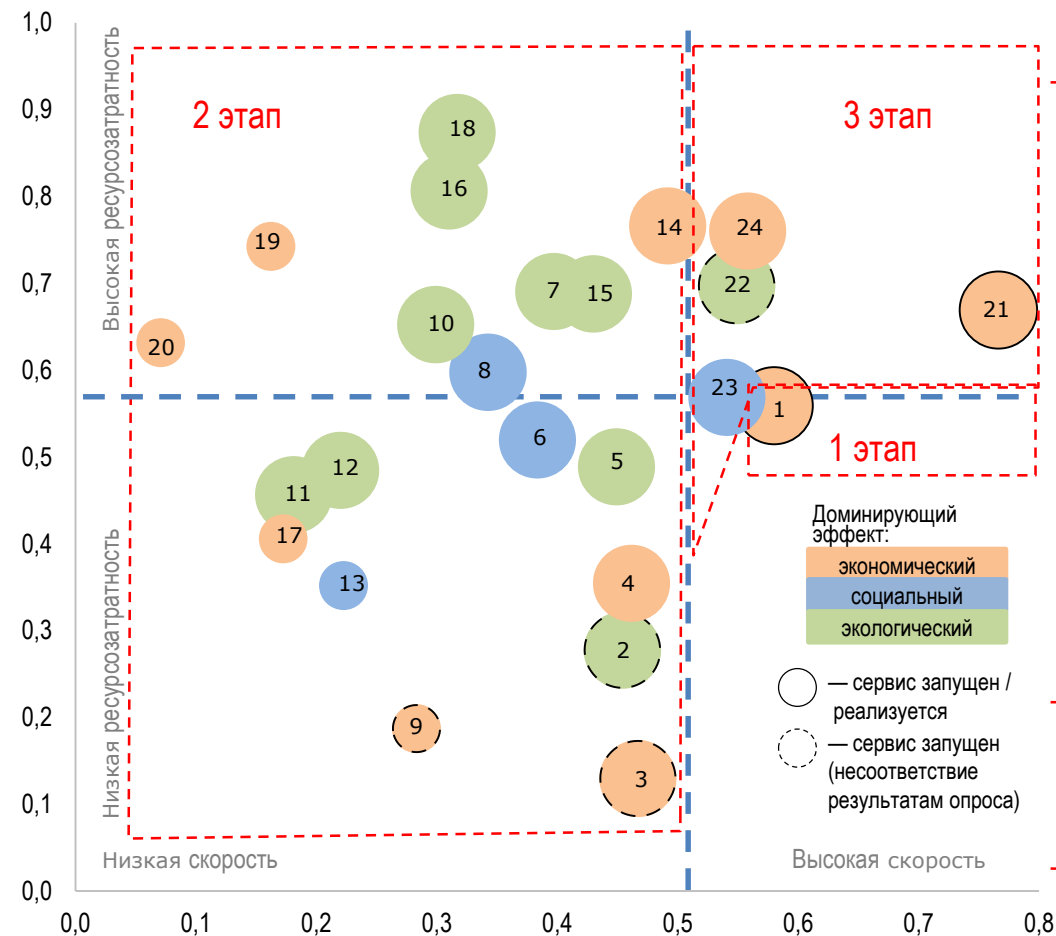 1,0
0,9
0,8
0,7
0,6
0,5
0,4
0,3
0,2
0,1
0,0
Высокая ресурсозатратность
Низкая ресурсозатратность
2 этап
3 этап
18
16
19
14
24
7
15
22
21
10
20
8
23
1
6
1 этап
5
12
11
17
13
4
2
9
3
Доминирующий
эффект:
экономический
социальный
экологический
— сервис запущен /
реализуется
— сервис запущен
(несоответствие
результатам опроса)
Низкая скорость
Высокая скорость
0,0
0,1
0,2
0,3
0,4
0,5
0,6
0,7
0,8